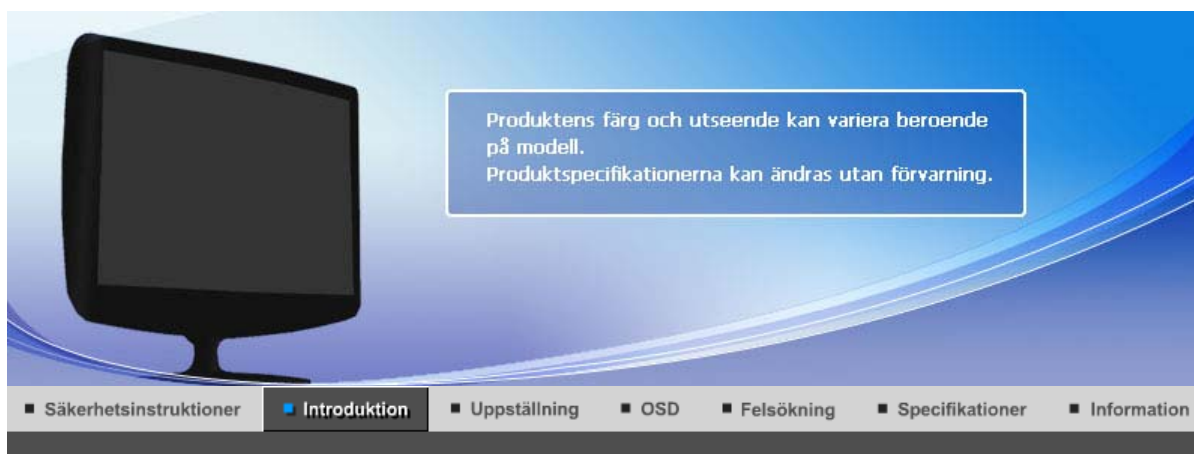 Produktens färg och utseende kan variera beroende
på modell.
Produktspecifikationerna kan ändras utan förvarning.
Säkerhetsinstruktioner Introduktion Uppställning OSD Felsökning Specifikationer Information